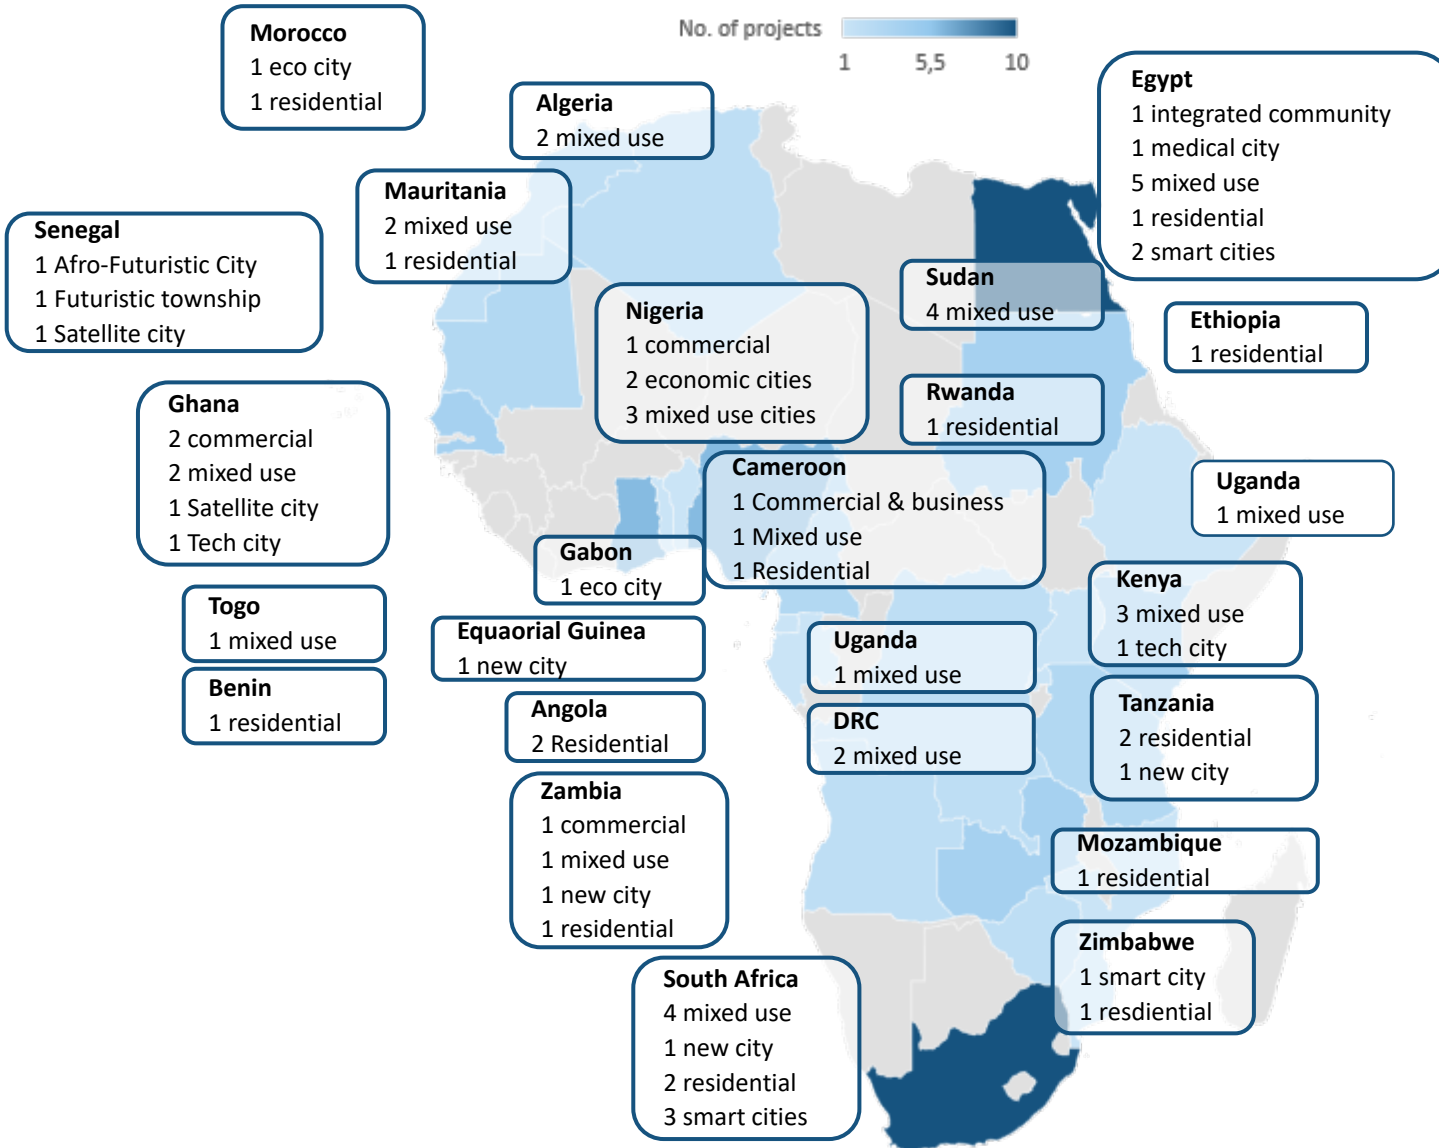 No. of projects
1 5,5 10
Morocco
1 eco city
1 residential
Algeria
2 mixed use
Egypt
1 integrated community
1 medical city
5 mixed use
1 residential
2 smart cities
Mauritania
2 mixed use
1 residential
Senegal
1 Afro-Futuristic City
1 Futuristic township
1 Satellite city
Nigeria
1 commercial
2 economic cities
3 mixed use cities
Sudan
4 mixed use
Ethiopia
1 residential
Ghana
2 commercial
2 mixed use
1 Satellite city
1 Tech city
Rwanda
1 residential
Cameroon
1 Commercial & business
1 Mixed use
1 Residential
Uganda
1 mixed use
Gabon
1 eco city
Kenya
3 mixed use
1 tech city
Togo
1 mixed use
Equaorial Guinea
1 new city
Uganda
1 mixed use
Benin
1 residential
Angola
2 Residential
DRC
2 mixed use
Tanzania
2 residential
1 new city
Zambia
1 commercial
1 mixed use
1 new city
1 residential
Mozambique
1 residential
Zimbabwe
1 smart city
1 resdiential
South Africa
4 mixed use
1 new city
2 residential
3 smart cities